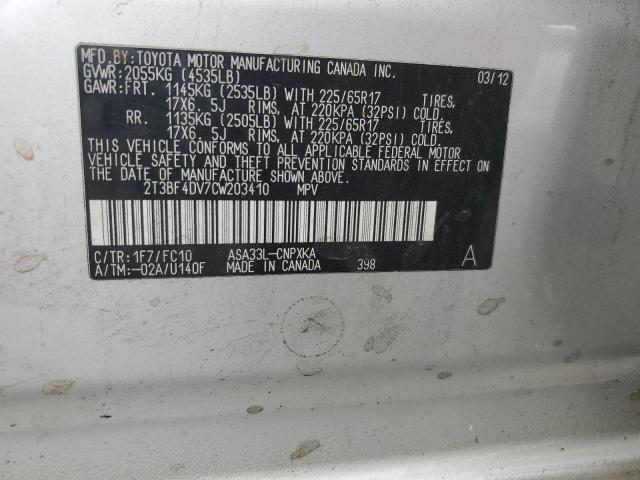 MFD. BY: TOYOTA MOTOR MANUFACTURING CANADA INC. 03/12
GVWR: 2055KG (4535LB)
GAWR: FRT. 1145KG (2535LB) WITH 225/65R17 TIRES,
17X6. 5J RIMS, AT 220KPA (32PSI) COLD.
RR. 1135KG (2505LB) WITH 225/65R17 TIRES,
17X6. 5J RIMS, AT 220KPA (32PSI) COLD.
THIS VEHICLE CONFORMS TO ALL APPLICABLE FEDERAL MOTOR
VEHICLE SAFETY AND THEFT PREVENTION STANDARDS IN EFFECT ON
THE DATE OF MANUFACTURE SHOWN ABOVE.
2T3BF4DV7CW203410 MPV
C/TR: 1F7/FC10 ASA33L-CNPXKA
A/TM: -02A/U140F MADE IN CANADA 398 A